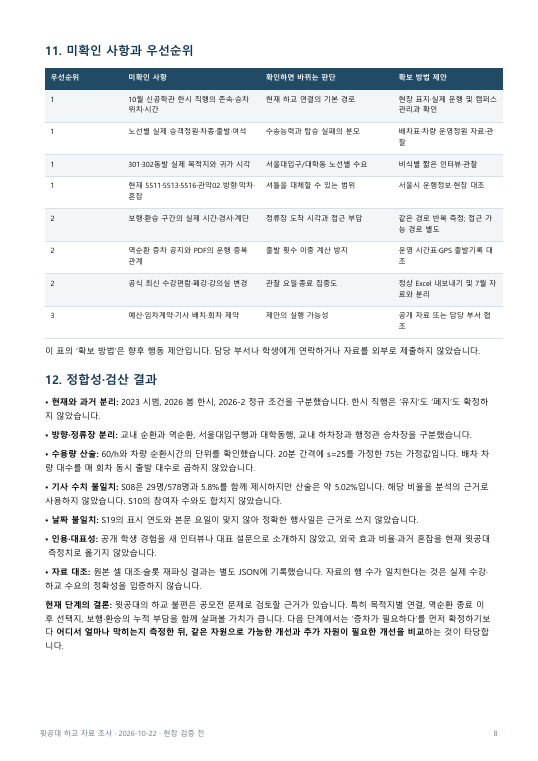 11. 미확인 사항과 우선순위
우선순위 미확인 사항 확인하면 바뀌는 판단 확보 방법 제안
1 10월 신공학관 한시 직행의 존속·승차 현재 하교 연결의 기본 경로 현장 표지·실제 운행 및 캠퍼스
위치·시간 관리과 확인
1 노선별 실제 승객정원·차종·출발·여석 수송능력과 탑승 실패의 분모 배차표·차량 운영정원 자료·관
찰
1 301·302동발 실제 목적지와 귀가 시각 서울대입구/대학동 노선별 수요 비식별 짧은 인터뷰·관찰
1 현재 5511·5513·5516·관악02 방향·막차· 셔틀을 대체할 수 있는 범위 서울시 운행정보·현장 대조
혼잡
2 보행·환승 구간의 실제 시간·경사·계단 정류장 도착 시각과 접근 부담 같은 경로 반복 측정; 접근 가
능 경로 별도
2 역순환 증차 공지와 PDF의 운행 중복 출발 횟수 이중 계산 방지 운영 시간표·GPS 출발기록 대
관계 조
2 공식 최신 수강편람·폐강·강의실 변경 관찰 요일·종료 집중도 정상 Excel 내보내기 및 7월 자
료와 분리
3 예산·임차계약·기사 배치·회차 제약 제안의 실행 가능성 공개 자료 또는 담당 부서 협
조
이 표의 ‘확보 방법’은 향후 행동 제안입니다. 담당 부서나 학생에게 연락하거나 자료를 외부로 제출하지 않았습니다.
12. 정합성·검산 결과
• 현재와 과거 분리: 2023 시범, 2026 봄 한시, 2026-2 정규 조건을 구분했습니다. 한시 직행은 ‘유지’도 ‘폐지’도 확정하
지 않았습니다.
• 방향·정류장 분리: 교내 순환과 역순환, 서울대입구행과 대학동행, 교내 하차장과 행정관 승차장을 구분했습니다.
• 수용량 산술: 60/h와 차량 순환시간의 단위를 확인했습니다. 20분 간격에 s=25를 가정한 75는 가정값입니다. 배차 차
량 대수를 매 회차 동시 출발 대수로 곱하지 않았습니다.
• 기사 수치 불일치: S08은 29명/578명과 5.8%를 함께 제시하지만 산술은 약 5.02%입니다. 해당 비율을 분석의 근거로
사용하지 않았습니다. S10의 참여자 수와도 합치지 않았습니다.
• 날짜 불일치: S19의 표시 연도와 본문 요일이 맞지 않아 정확한 행사일은 근거로 쓰지 않았습니다.
• 인용·대표성: 공개 학생 경험을 새 인터뷰나 대표 설문으로 소개하지 않았고, 외국 효과 비율·과거 혼잡을 현재 윗공대
측정치로 옮기지 않았습니다.
• 자료 대조: 원본 셀 대조·슬롯 재파싱 결과는 별도 JSON에 기록했습니다. 자료의 행 수가 일치한다는 것은 실제 수강·
하교 수요의 정확성을 입증하지 않습니다.
현재 단계의 결론: 윗공대의 하교 불편은 공모전 문제로 검토할 근거가 있습니다. 특히 목적지별 연결, 역순환 종료 이
후 선택지, 보행·환승의 누적 부담을 함께 살펴볼 가치가 큽니다. 다음 단계에서는 ‘증차가 필요하다’를 먼저 확정하기보
다 어디서 얼마나 막히는지 측정한 뒤, 같은 자원으로 가능한 개선과 추가 자원이 필요한 개선을 비교하는 것이 타당합
니다.
윗공대 하교 자료 조사 · 2026-10-22 · 현장 검증 전 8